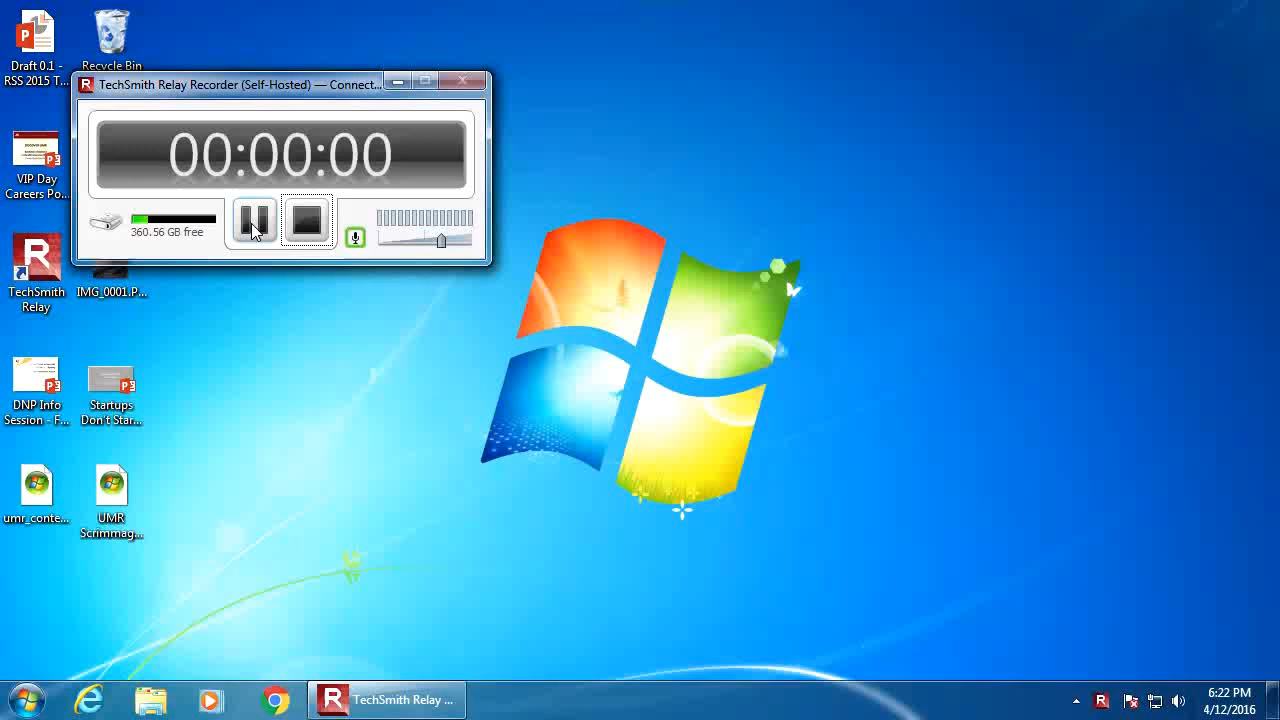 Draft 0.1 -
RSS 2015 T...
Recycle Bin
R TechSmith Relay Recorder (Self-Hosted) — Connect...
00:00:00
360.56 GB free
VIP Day
Careers Po...
R
TechSmith
Relay
IMG_0001.P...
DNP Info
Session - F...
Startups
Don't Star...
umr_conte...
UMR
Scrimmag...
R TechSmith Relay ...
R
6:22 PM
4/12/2016